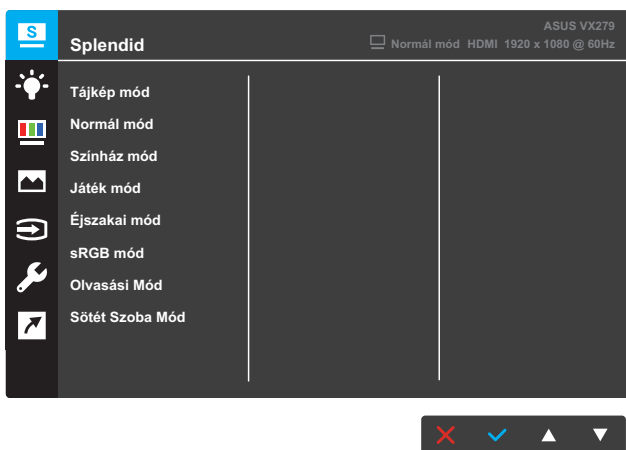 S
ASUS VX279
Splendid
Normál mód HDMI 1920 x 1080 @ 60Hz
Tájkép mód
Normál mód
Színház mód
Játék mód
Éjszakai mód
sRGB mód
Olvasási Mód
Sötét Szoba Mód